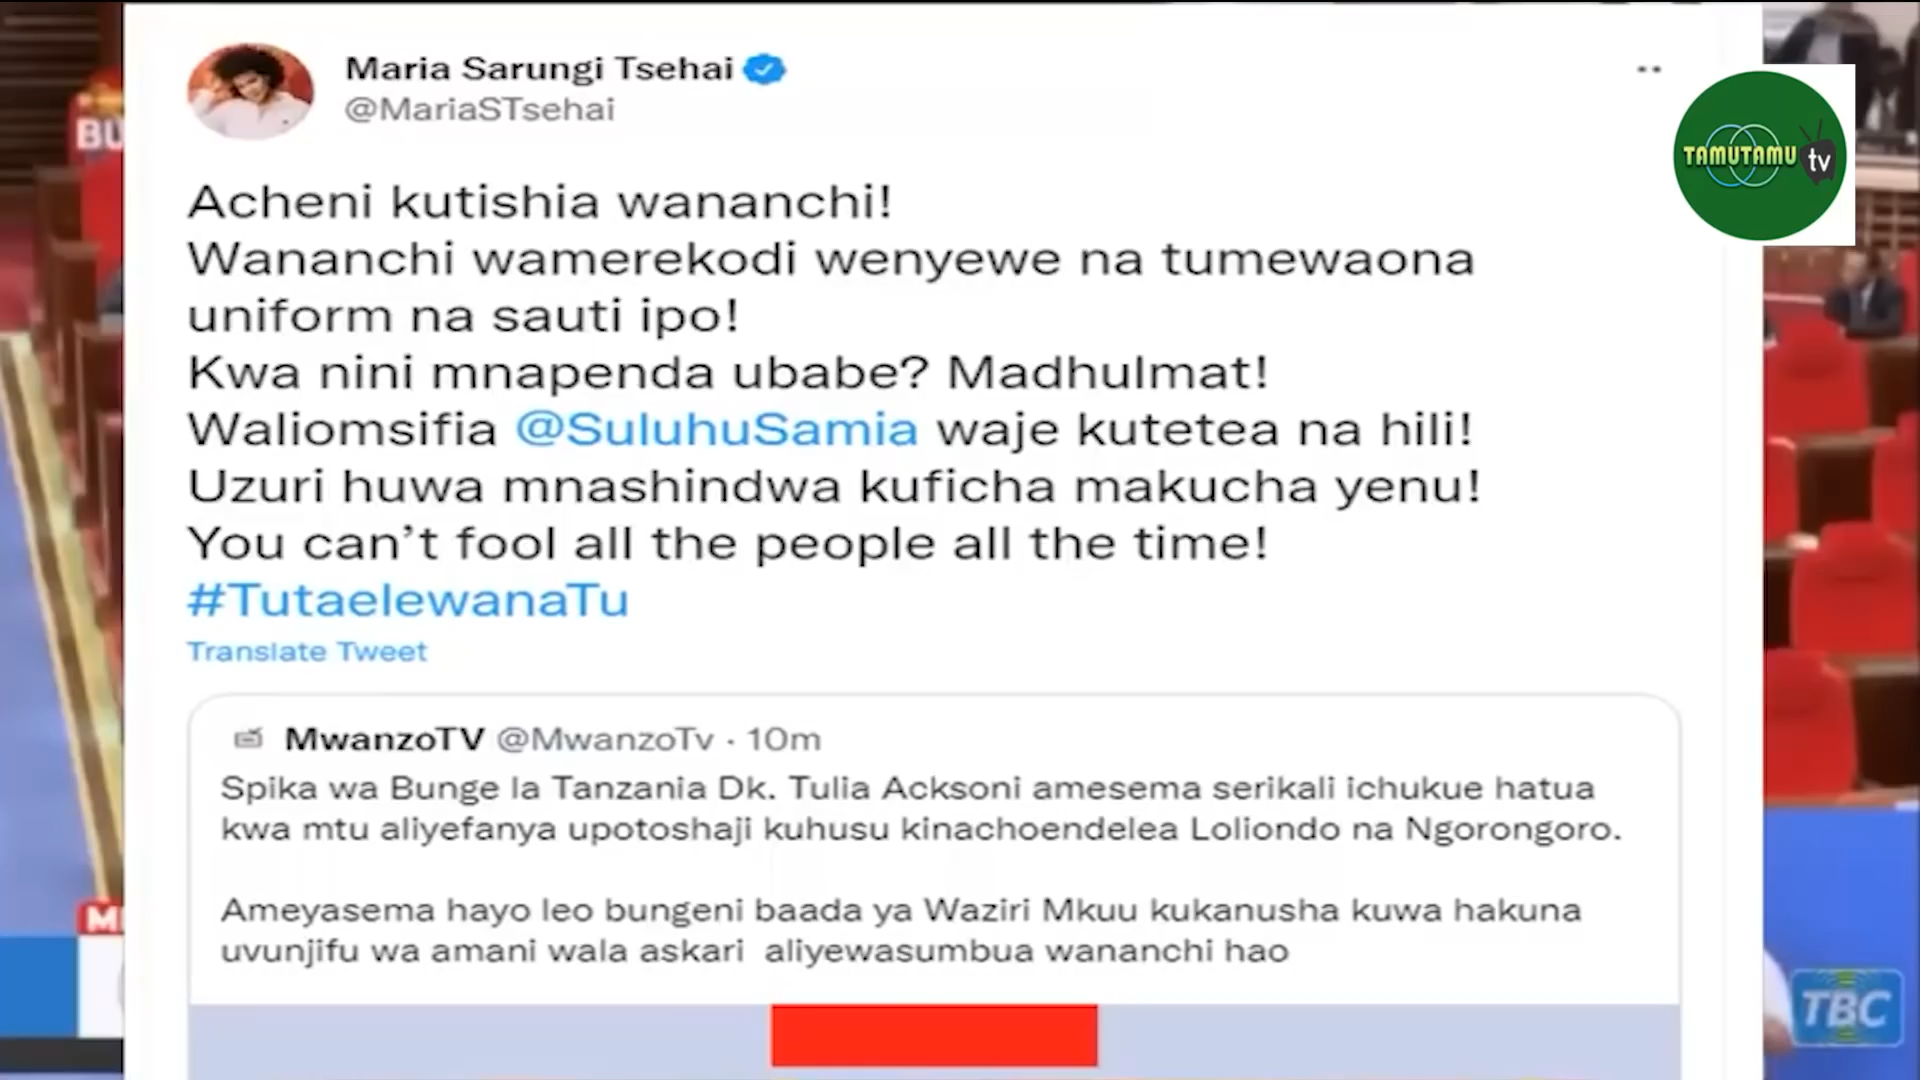 Maria Sarungi Tsehai
@MariaSTsehai
Acheni kutishia wananchi!
Wananchi wamerekodi wenyewe na tumewaona
uniform na sauti ipo!
Kwa nini mnapenda ubabe? Madhulmat!
Waliomsifia @SuluhuSamia waje kutetea na hili!
Uzuri huwa mnashindwa kuficha makucha yenu!
You can't fool all the people all the time!
#TutaelewanaTu
Translate Tweet
MwanzoTV @MwanzoTv · 10m
Spika wa Bunge la Tanzania Dk. Tulia Acksoni amesema serikali ichukue hatua
kwa mtu aliyefanya upotoshaji kuhusu kinachoendelea Loliondo na Ngorongoro.
Ameyasema hayo leo bungeni baada ya Waziri Mkuu kukanusha kuwa hakuna
uvunjifu wa amani wala askari aliyewasumbua wananchi hao
TAMUTAMU tv
BU
M
TBC